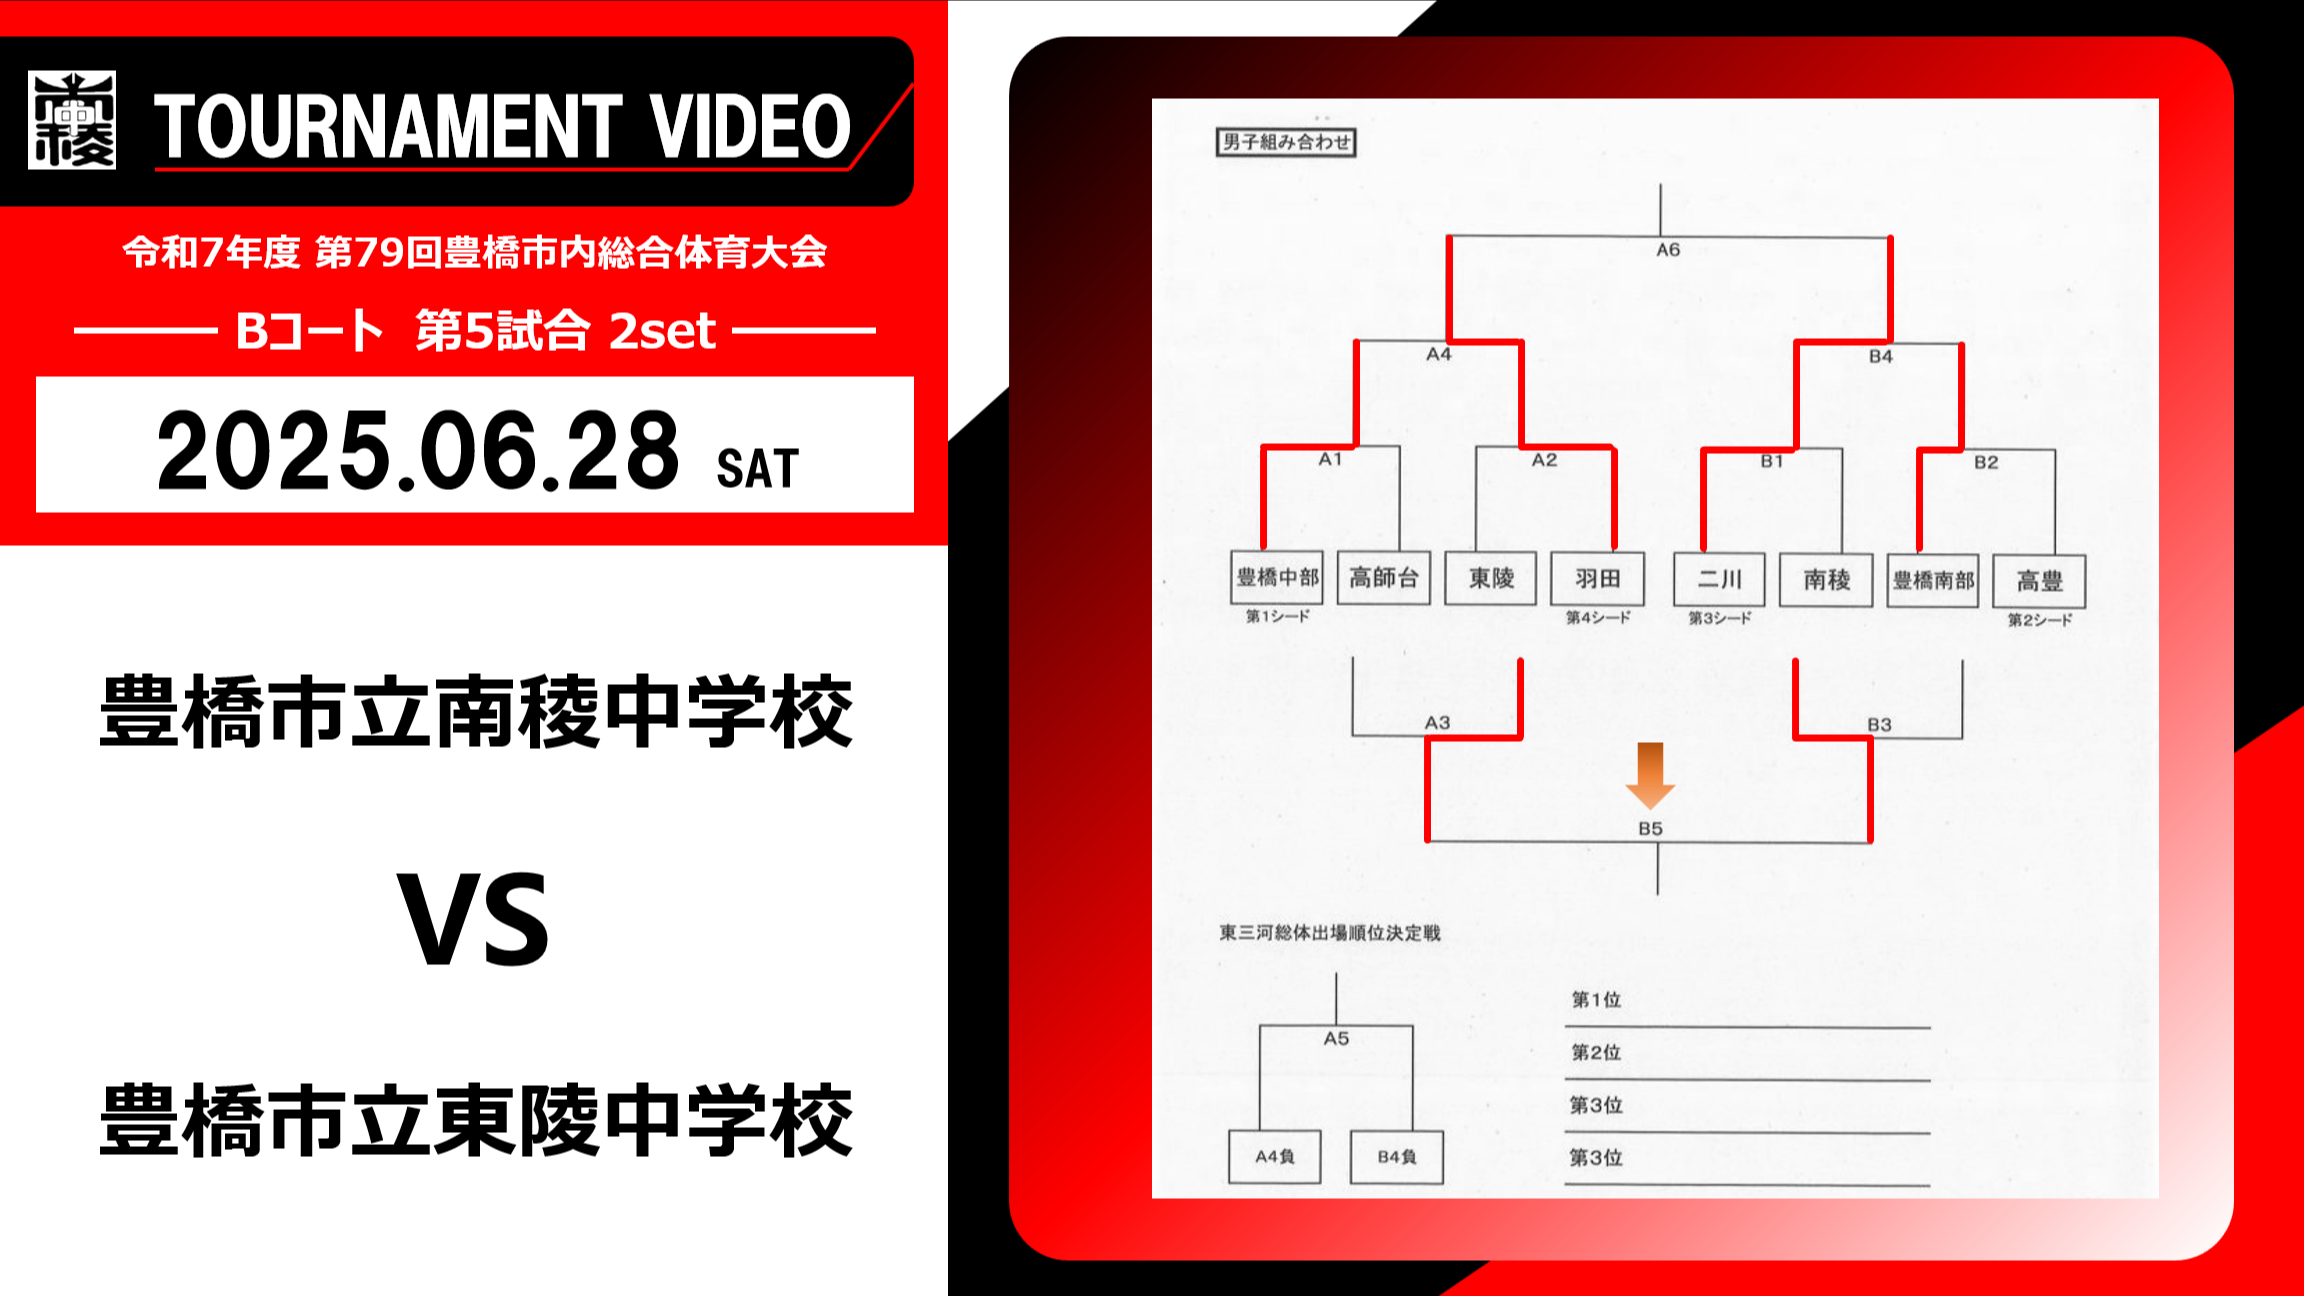 南稜中
TOURNAMENT VIDEO
令和7年度 第79回豊橋市内総合体育大会
Bコート 第5試合 2set
2025.06.28 SAT
豊橋市立南稜中学校
VS
豊橋市立東陵中学校
男子組み合わせ
A6
A4 B4
A1 A2 B1 B2
豊橋中部 高師台 東陵 羽田 二川 南稜 豊橋南部 高豊
第1シード 第4シード 第3シード 第2シード
A3 B3
B5
東三河総体出場順位決定戦
A5
A4負 B4負
第1位
第2位
第3位
第3位